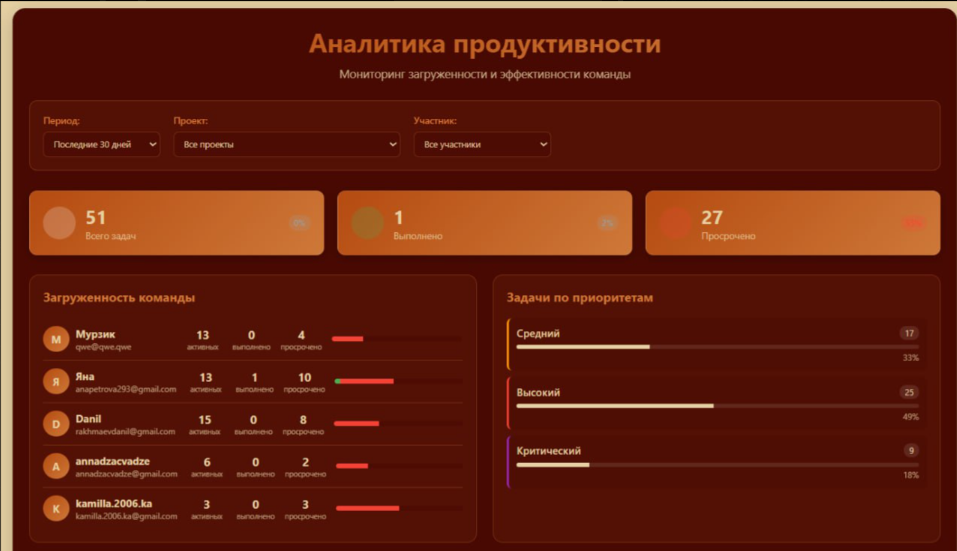 Аналитика продуктивности
Мониторинг загруженности и эффективности команды
Период: Проект: Участник:
Последние 30 дней Все проекты Все участники
51
Всего задач
1
Выполнено
27
Просрочено
Загруженность команды
М Мурзик 13 0 4
qwe@qwe.qwe активных выполнено просрочено
Я Яна 13 1 10
anapetrova293@gmail.com активных выполнено просрочено
D Danil 15 0 8
rakhmaevdanil@gmail.com активных выполнено просрочено
A annadzacvadze 6 0 2
annadzacvadze@gmail.com активных выполнено просрочено
K kamilla.2006.ka 3 0 3
kamilla.2006.ka@gmail.com активных выполнено просрочено
Задачи по приоритетам
Средний 17
33%
Высокий 25
49%
Критический 9
18%